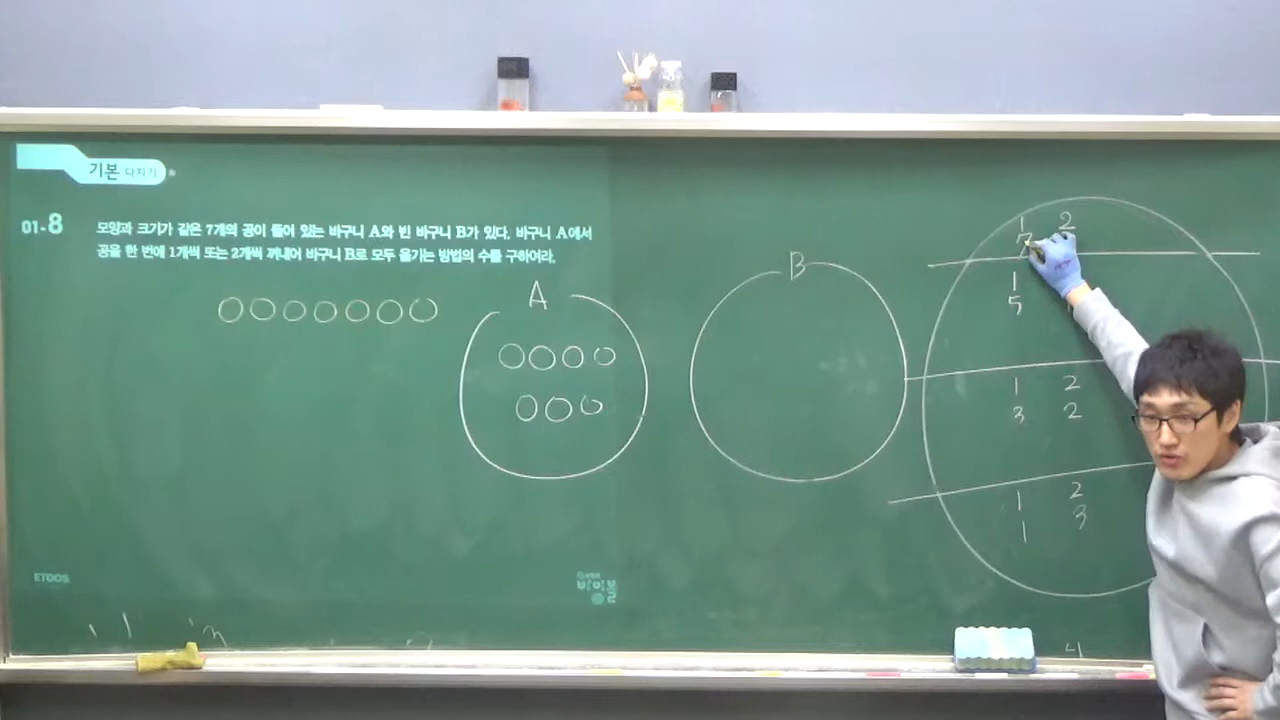 기본 다지기
01-8
모양과 크기가 같은 7개의 공이 들어 있는 바구니 A와 빈 바구니 B가 있다. 바구니 A에서
공을 한 번에 1개씩 또는 2개씩 꺼내어 바구니 B로 모두 옮기는 방법의 수를 구하여라.
A
B
1 2
7
1
5
1 2
3 2
1 2
1 3
4
ETOOS
바이블